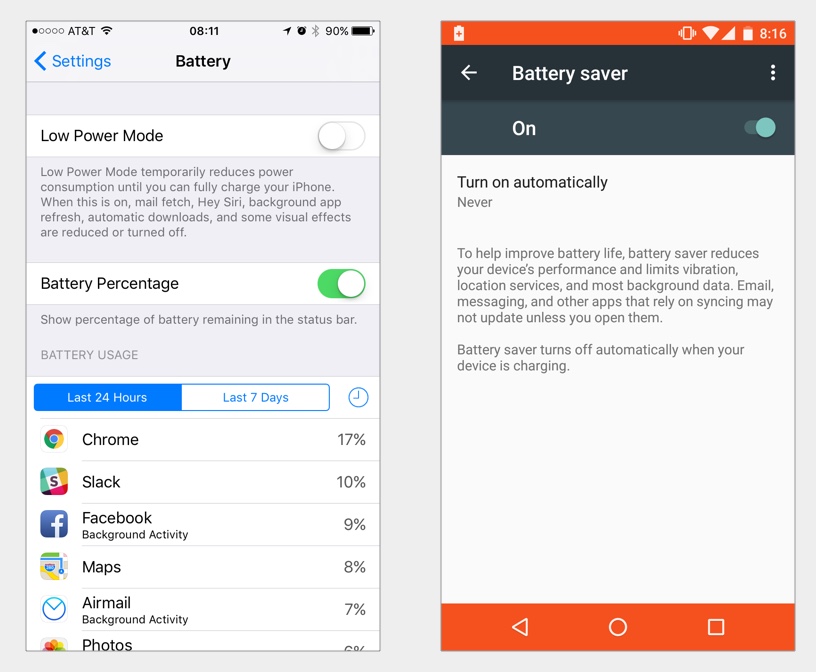 AT&T 08:11 90%
Settings Battery
Low Power Mode
Low Power Mode temporarily reduces power
consumption until you can fully charge your iPhone.
When this is on, mail fetch, Hey Siri, background app
refresh, automatic downloads, and some visual effects
are reduced or turned off.
Battery Percentage
Show percentage of battery remaining in the status bar.
BATTERY USAGE
Last 24 Hours Last 7 Days
Chrome 17%
Slack 10%
Facebook 9%
Background Activity
Maps 8%
Airmail 7%
Background Activity
Photos 6%
8:16
Battery saver
On
Turn on automatically
Never
To help improve battery life, battery saver reduces
your device's performance and limits vibration,
location services, and most background data. Email,
messaging, and other apps that rely on syncing may
not update unless you open them.
Battery saver turns off automatically when your
device is charging.